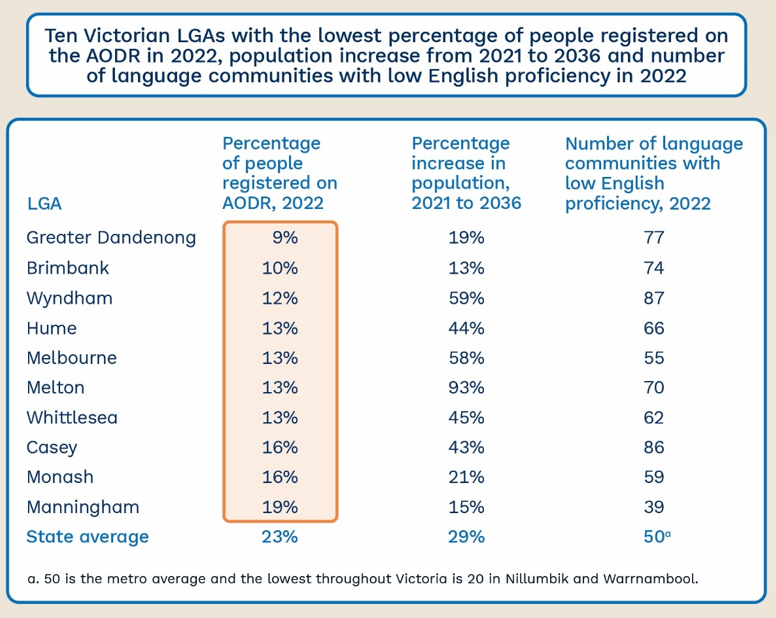 Ten Victorian LGAs with the lowest percentage of people registered on
the AODR in 2022, population increase from 2021 to 2036 and number
of language communities with low English proficiency in 2022
LGA
Percentage
of people
registered on
AODR, 2022
Percentage
increase in
population,
2021 to 2036
Number of language
communities with
low English
proficiency, 2022
Greater Dandenong 9% 19% 77
Brimbank 10% 13% 74
Wyndham 12% 59% 87
Hume 13% 44% 66
Melbourne 13% 58% 55
Melton 13% 93% 70
Whittlesea 13% 45% 62
Casey 16% 43% 86
Monash 16% 21% 59
Manningham 19% 15% 39
State average 23% 29% 50ᵃ
a. 50 is the metro average and the lowest throughout Victoria is 20 in Nillumbik and Warrnambool.